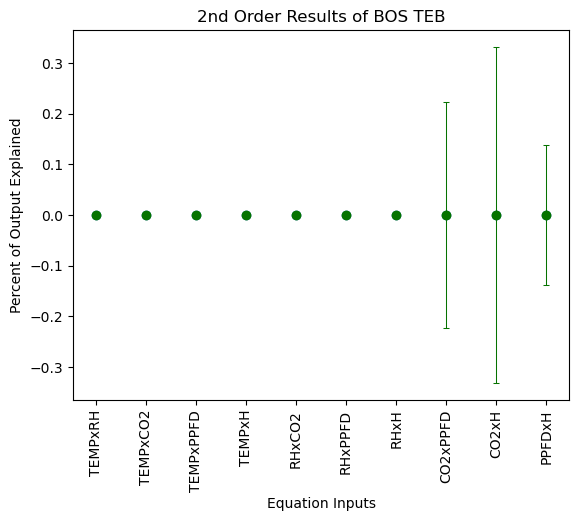 2nd Order Results of BOS TEB
Percent of Output Explained
0.3
0.2
0.1
0.0
−0.1
−0.2
−0.3
TEMPxRH
TEMPxCO2
TEMPxPPFD
TEMPxH
RHxCO2
RHxPPFD
RHxH
CO2xPPFD
CO2xH
PPFDxH
Equation Inputs